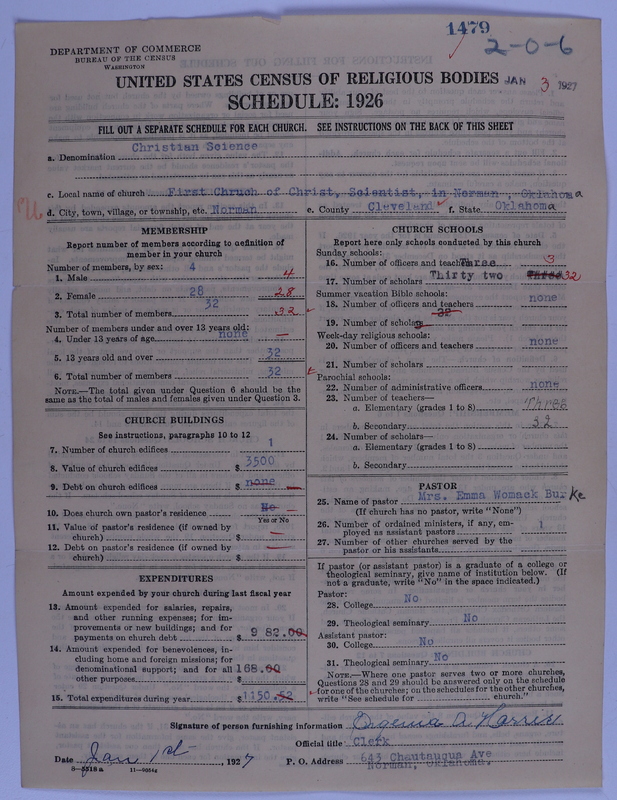 1479
2-0-6
DEPARTMENT OF COMMERCE
BUREAU OF THE CENSUS
WASHINGTON
UNITED STATES CENSUS OF RELIGIOUS BODIES
JAN 3 1927
SCHEDULE: 1926
FILL OUT A SEPARATE SCHEDULE FOR EACH CHURCH. SEE INSTRUCTIONS ON THE BACK OF THIS SHEET
a. Denomination Christian Science
c. Local name of church First Chruch of Christ, Scientist, in Norman, Oklahoma
d. City, town, village, or township, etc. Norman e. County Cleveland f. State Oklahoma
MEMBERSHIP
Report number of members according to definition of member in your church
Number of members, by sex:
1. Male 4 4
2. Female 28 28
3. Total number of members 32 32
Number of members under and over 13 years old:
4. Under 13 years of age none —
5. 13 years old and over 32
6. Total number of members 32
NOTE.—The total given under Question 6 should be the
same as the total of males and females given under Question 3.
CHURCH BUILDINGS
See instructions, paragraphs 10 to 12
7. Number of church edifices 1
8. Value of church edifices $ 3500
9. Debt on church edifices $ none —
10. Does church own pastor's residence No —
Yes or No
11. Value of pastor's residence (if owned by
church) $ —
12. Debt on pastor's residence (if owned by
church) $ —
EXPENDITURES
Amount expended by your church during last fiscal year
13. Amount expended for salaries, repairs,
and other running expenses; for im-
provements or new buildings; and for
payments on church debt $ 982.00
14. Amount expended for benevolences, in-
cluding home and foreign missions; for
denominational support; and for all
other purposes $ 168.00
15. Total expenditures during year $ 1150.52
CHURCH SCHOOLS
Report here only schools conducted by this church
Sunday schools:
16. Number of officers and teachers Three 3
17. Number of scholars Thirty two Three 32
Summer vacation Bible schools:
18. Number of officers and teachers none
32
19. Number of scholars
Week-day religious schools:
20. Number of officers and teachers none
21. Number of scholars
Parochial schools:
22. Number of administrative officers none
23. Number of teachers—
a. Elementary (grades 1 to 8) Three
b. Secondary 32
24. Number of scholars—
a. Elementary (grades 1 to 8)
b. Secondary
PASTOR
25. Name of pastor Mrs. Emma Womack Burke
(If church has no pastor, write "None")
26. Number of ordained ministers, if any, em-
ployed as assistant pastors 1
27. Number of other churches served by the
pastor or his assistants
If pastor (or assistant pastor) is a graduate of a college or
theological seminary, give name of institution below. (If
not a graduate, write "No" in the space indicated.)
Pastor:
28. College No
29. Theological seminary No
Assistant pastor:
30. College No
31. Theological seminary No
NOTE.—Where one pastor serves two or more churches,
Questions 28 and 29 should be answered only on the schedule
for one of the churches; on the schedules for the other churches,
write "See schedule for church."
Signature of person furnishing information
Official title Clerk
Date Jan 1st, 1927
P. O. Address 643 Chautauqua Ave
Norman, Oklahoma.
8-5518a 11-9054g